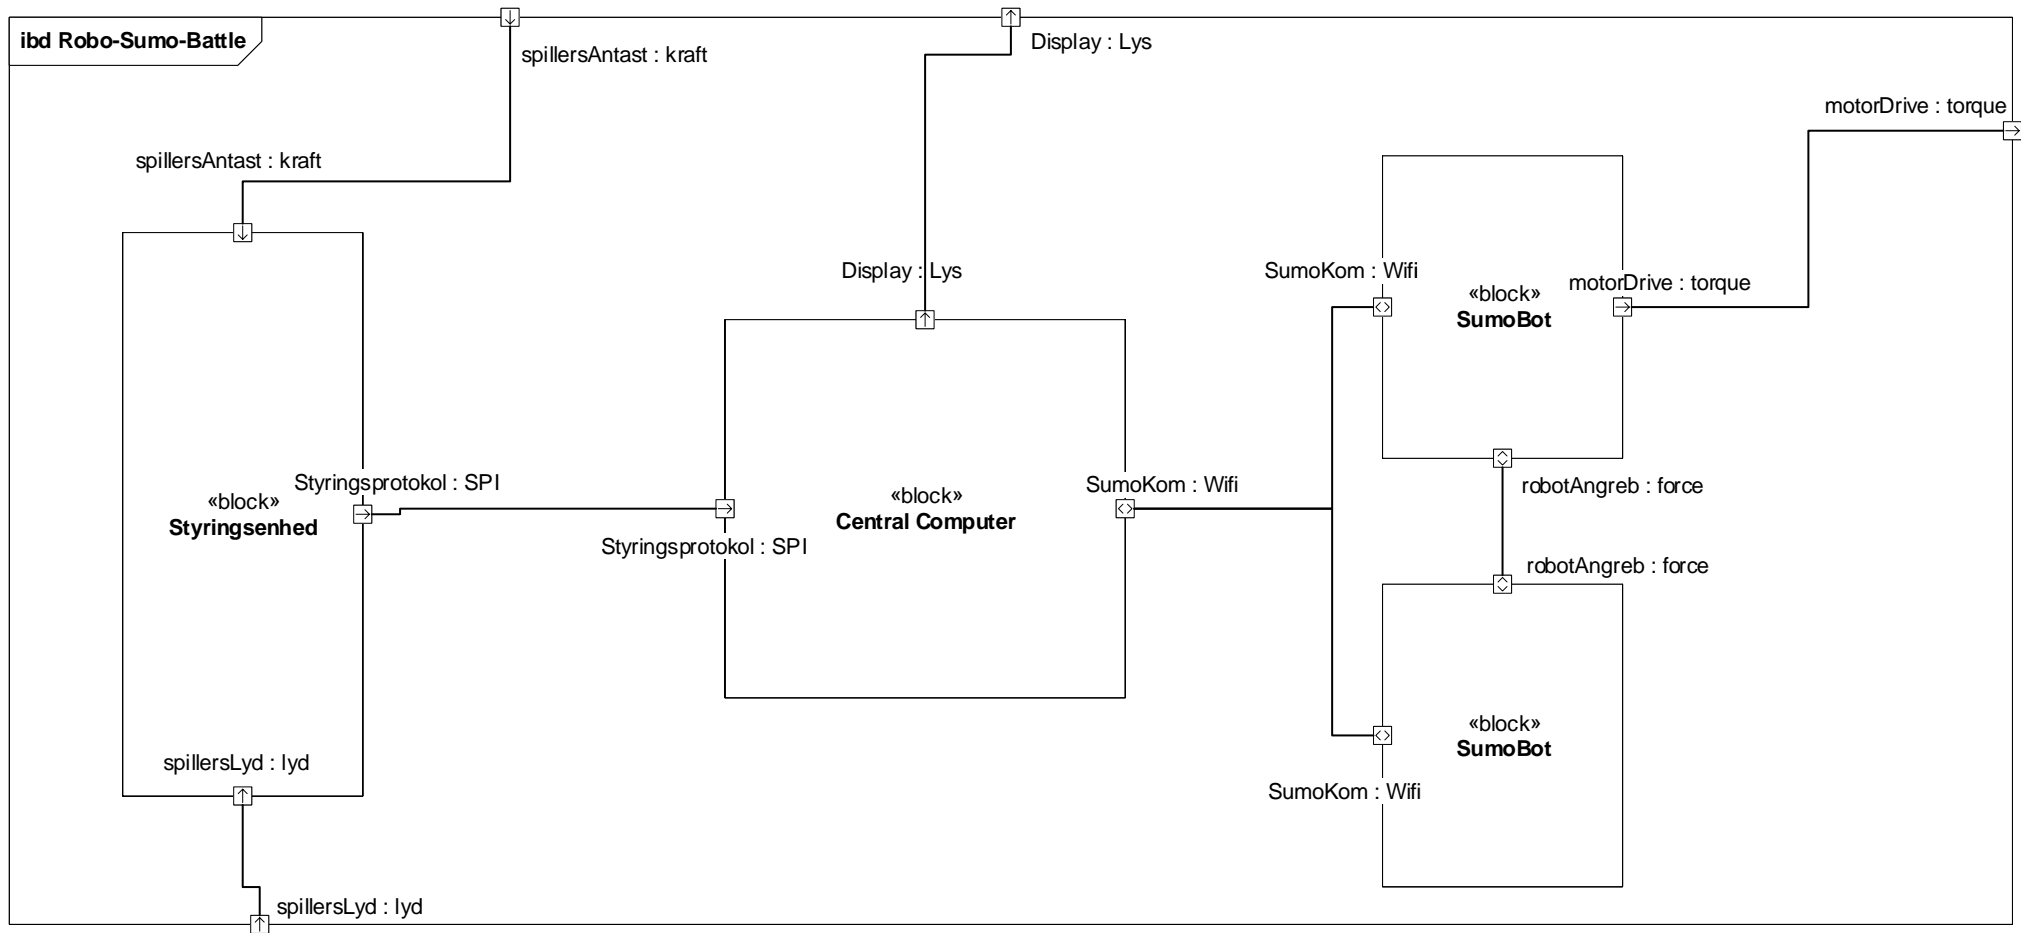 ibd Robo-Sumo-Battle
spillersAntast : kraft
Display : Lys
motorDrive : torque
spillersAntast : kraft
Display : Lys
SumoKom : Wifi
motorDrive : torque
«block»
SumoBot
Styringsprotokol : SPI
«block»
Styringsenhed
Styringsprotokol : SPI
«block»
Central Computer
SumoKom : Wifi
robotAngreb : force
robotAngreb : force
«block»
SumoBot
SumoKom : Wifi
spillersLyd : lyd
spillersLyd : lyd